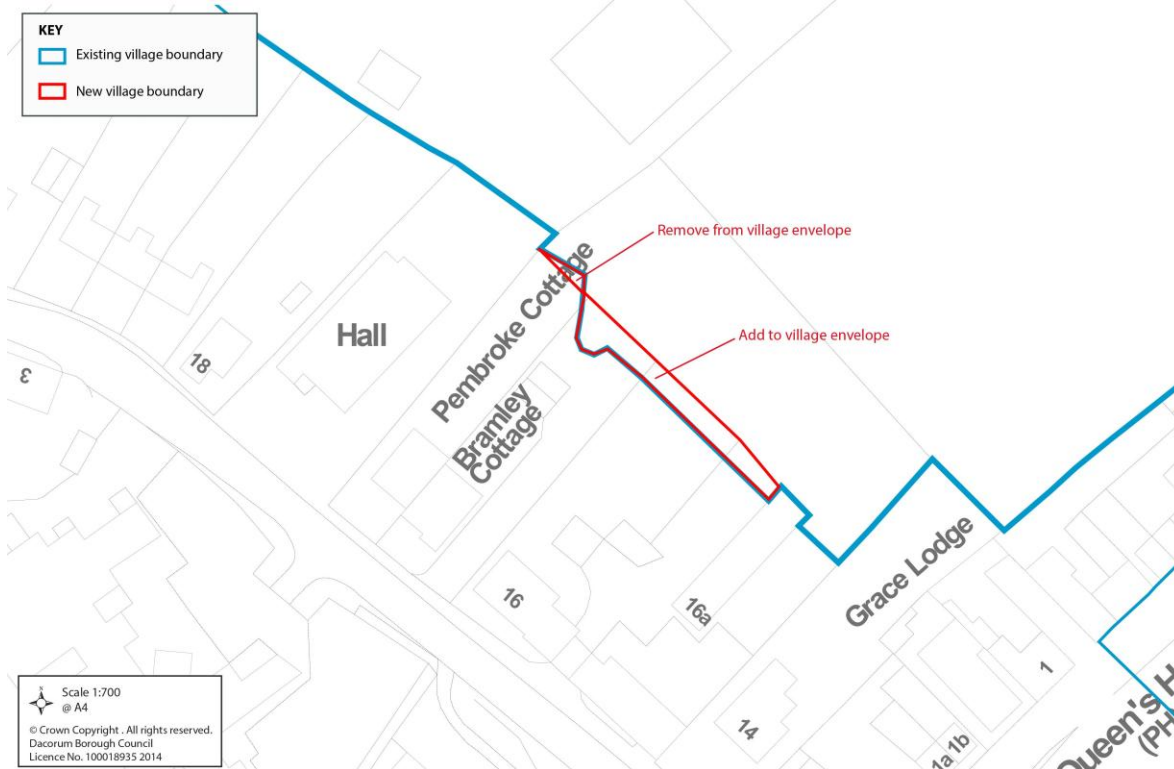 KEY
Existing village boundary
New village boundary
Remove from village envelope
Add to village envelope
Pembroke Cottage
Hall
Bramley
Cottage
18
3
16
16a
Grace Lodge
14
1
1a 1b
Queen's H
(PH
N
Scale 1:700
@ A4
© Crown Copyright . All rights reserved.
Dacorum Borough Council
Licence No. 100018935 2014